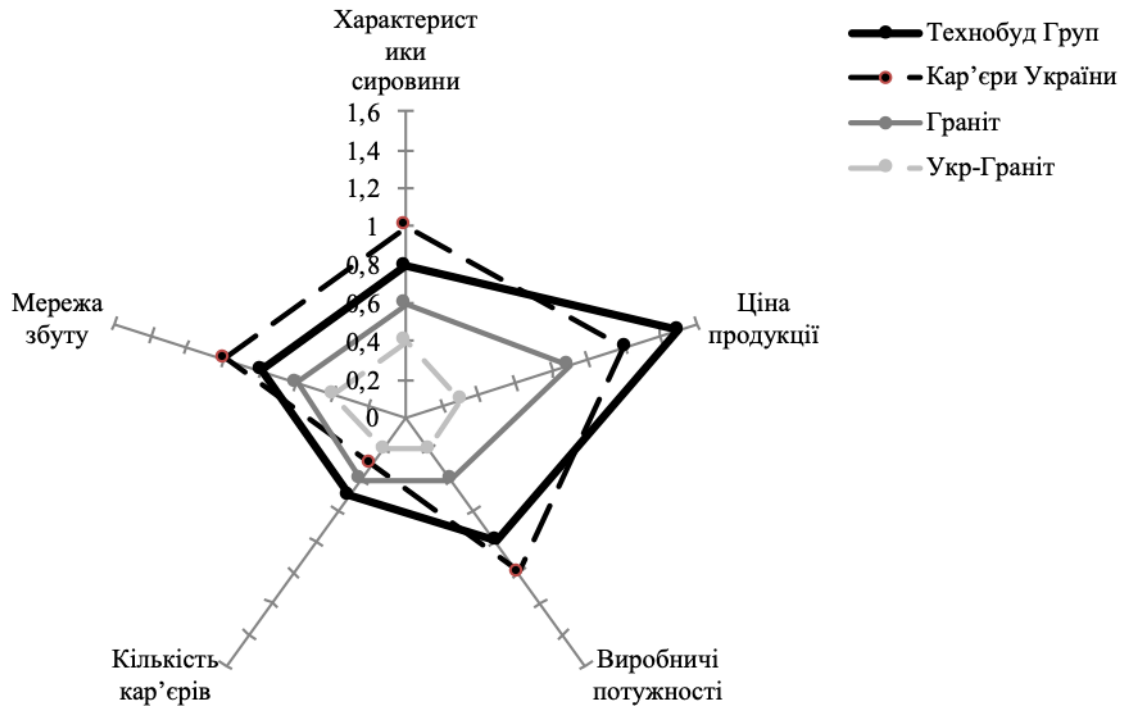 Характерист
ики
сировини
1,6
1,4
1,2
1
0,8
0,6
0,4
0,2
0
Технобуд Груп
Кар’єри України
Граніт
Укр-Граніт
Мережа
збуту
Ціна
продукції
Кількість
кар’єрів
Виробничі
потужності